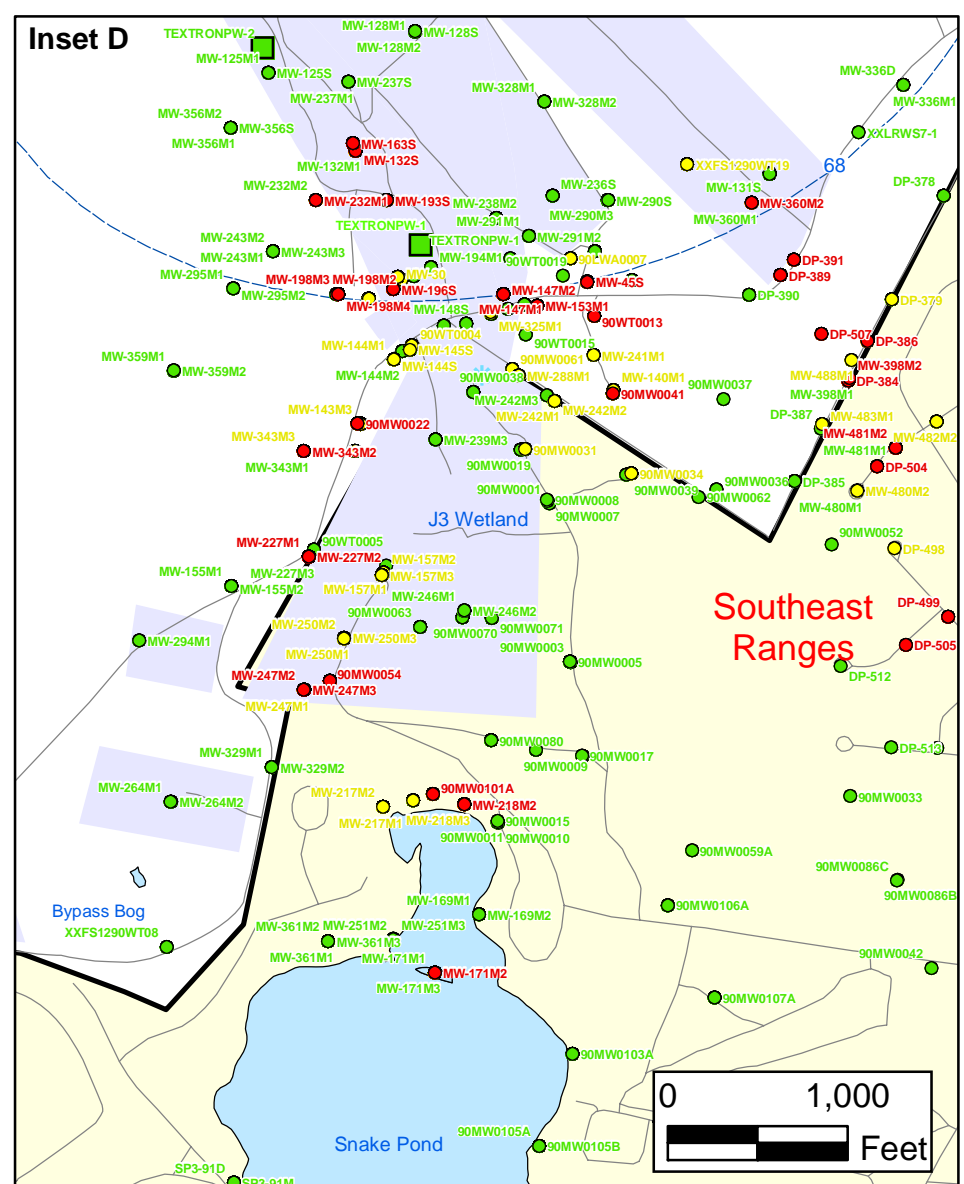 Inset D
TEXTRONPW-2
MW-125M1
MW-125S
MW-128M1
MW-128S
MW-128M2
MW-237S
MW-237M1
MW-328M1
MW-328M2
MW-336D
MW-336M1
XXLRWS7-1
MW-356M2
MW-356S
MW-356M1
MW-163S
MW-132S
MW-132M1
XXFS1290WT19
68
MW-131S
MW-360M2
MW-360M1
DP-378
MW-232M2
MW-232M1
MW-193S
MW-238M2
MW-236S
MW-290S
MW-290M3
MW-291M1
MW-291M2
TEXTRONPW-1
TEXTRONPW-1
MW-243M2
MW-243M3
MW-243M1
MW-194M1
90WT0019
90LWA0007
DP-391
DP-389
MW-295M1
MW-295M2
MW-198M3
MW-198M2
MW-30
MW-196S
MW-198M4
MW-147M2
MW-45S
MW-147M1
MW-153M1
DP-390
DP-379
MW-148S
MW-325M1
90WT0013
90WT0004
90WT0015
DP-507
DP-386
MW-144M1
MW-145S
MW-144S
MW-144M2
MW-359M1
MW-359M2
90MW0061
MW-241M1
90MW0038
MW-288M1
MW-398M2
MW-488M1
DP-384
MW-398M1
MW-140M1
90MW0041
90MW0037
MW-242M3
MW-242M2
MW-242M1
MW-143M3
90MW0022
DP-387
MW-483M1
MW-481M2
MW-482M2
MW-481M1
MW-343M3
MW-343M2
MW-343M1
MW-239M3
90MW0031
90MW0019
DP-504
90MW0034
90MW0039
90MW0036
90MW0062
DP-385
MW-480M2
MW-480M1
90MW0001
90MW0008
90MW0007
J3 Wetland
90MW0052
DP-498
90WT0005
MW-227M1
MW-227M2
MW-227M3
MW-155M1
MW-155M2
MW-157M2
MW-157M3
MW-157M1
MW-246M1
MW-246M2
90MW0063
90MW0070
90MW0071
90MW0003
Southeast
Ranges
DP-499
DP-505
DP-512
MW-294M1
MW-250M2
MW-250M3
MW-250M1
90MW0005
MW-247M2
90MW0054
MW-247M3
MW-247M1
90MW0080
90MW0009
90MW0017
DP-513
MW-329M1
MW-329M2
MW-264M1
MW-264M2
MW-217M2
MW-217M1
90MW0101A
MW-218M2
MW-218M3
90MW0015
90MW0011
90MW0010
90MW0033
90MW0059A
90MW0086C
90MW0086B
90MW0106A
Bypass Bog
XXFS1290WT08
MW-169M1
MW-169M2
MW-361M2
MW-251M2
MW-251M3
MW-361M3
MW-361M1
MW-171M1
MW-171M2
MW-171M3
90MW0042
90MW0107A
90MW0103A
0 1,000
Feet
Snake Pond
90MW0105A
90MW0105B
SP3-91D
SP3-91M